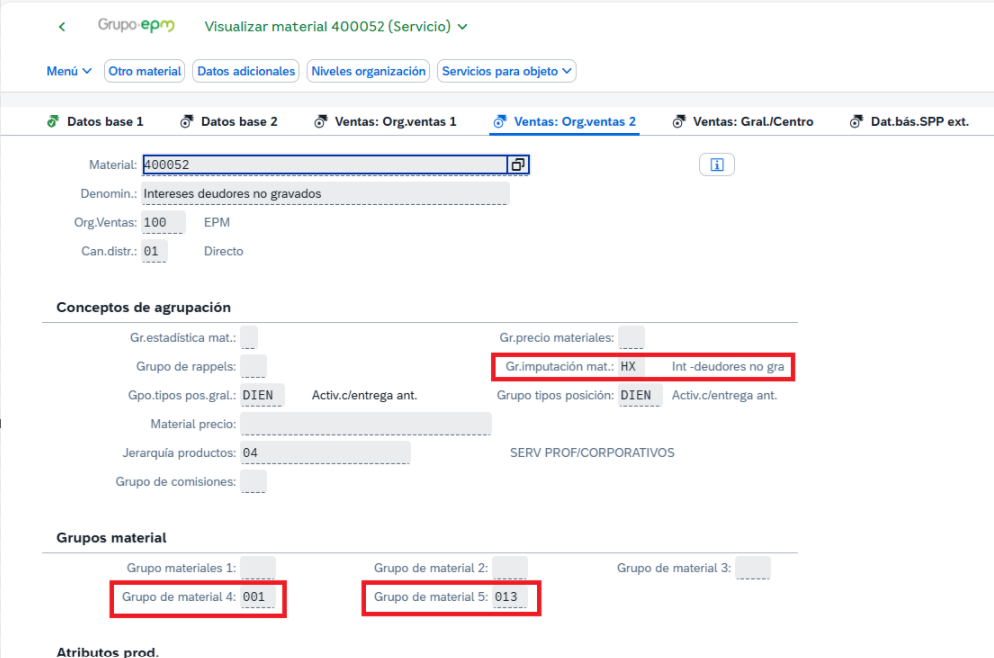 Grupo·epm Visualizar material 400052 (Servicio)
Menú Otro material Datos adicionales Niveles organización Servicios para objeto
Datos base 1 Datos base 2 Ventas: Org.ventas 1 Ventas: Org.ventas 2 Ventas: Gral./Centro Dat.bás.SPP ext.
Material: 400052
Denomin.: Intereses deudores no gravados
Org.Ventas: 100 EPM
Can.distr.: 01 Directo
Conceptos de agrupación
Gr.estadística mat.: Gr.precio materiales:
Grupo de rappels: Gr.imputación mat.: HX Int -deudores no gra
Gpo.tipos pos.gral.: DIEN Activ.c/entrega ant. Grupo tipos posición: DIEN Activ.c/entrega ant.
Material precio:
Jerarquía productos: 04 SERV PROF/CORPORATIVOS
Grupo de comisiones:
Grupos material
Grupo materiales 1: Grupo de material 2: Grupo de material 3:
Grupo de material 4: 001 Grupo de material 5: 013
Atributos prod.